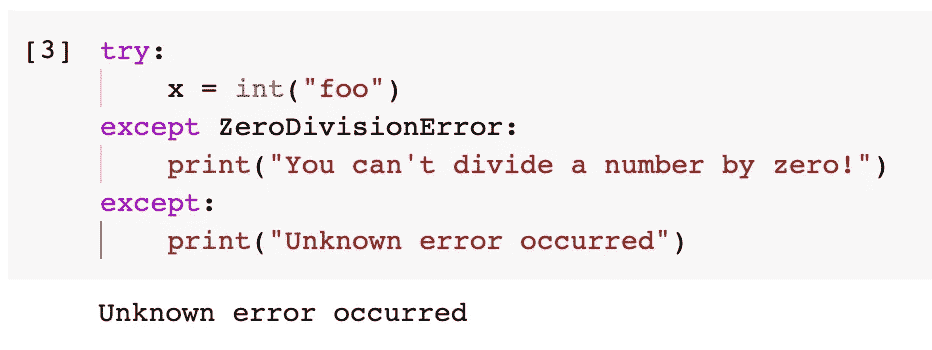 [3] try:
x = int("foo")
except ZeroDivisionError:
print("You can't divide a number by zero!")
except:
print("Unknown error occurred")
Unknown error occurred